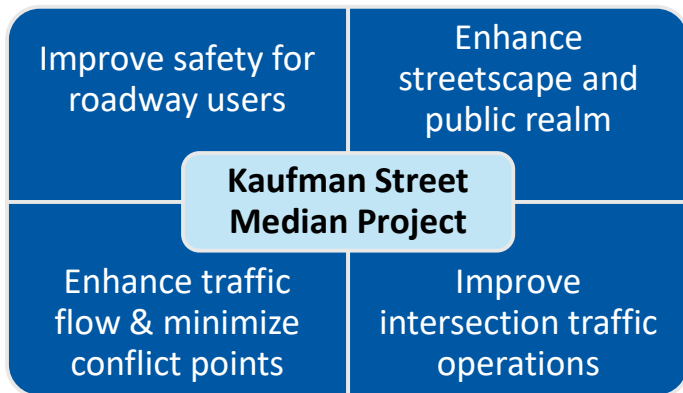 Improve safety for
roadway users
Enhance
streetscape and
public realm
Kaufman Street
Median Project
Enhance traffic
flow & minimize
conflict points
Improve
intersection traffic
operations